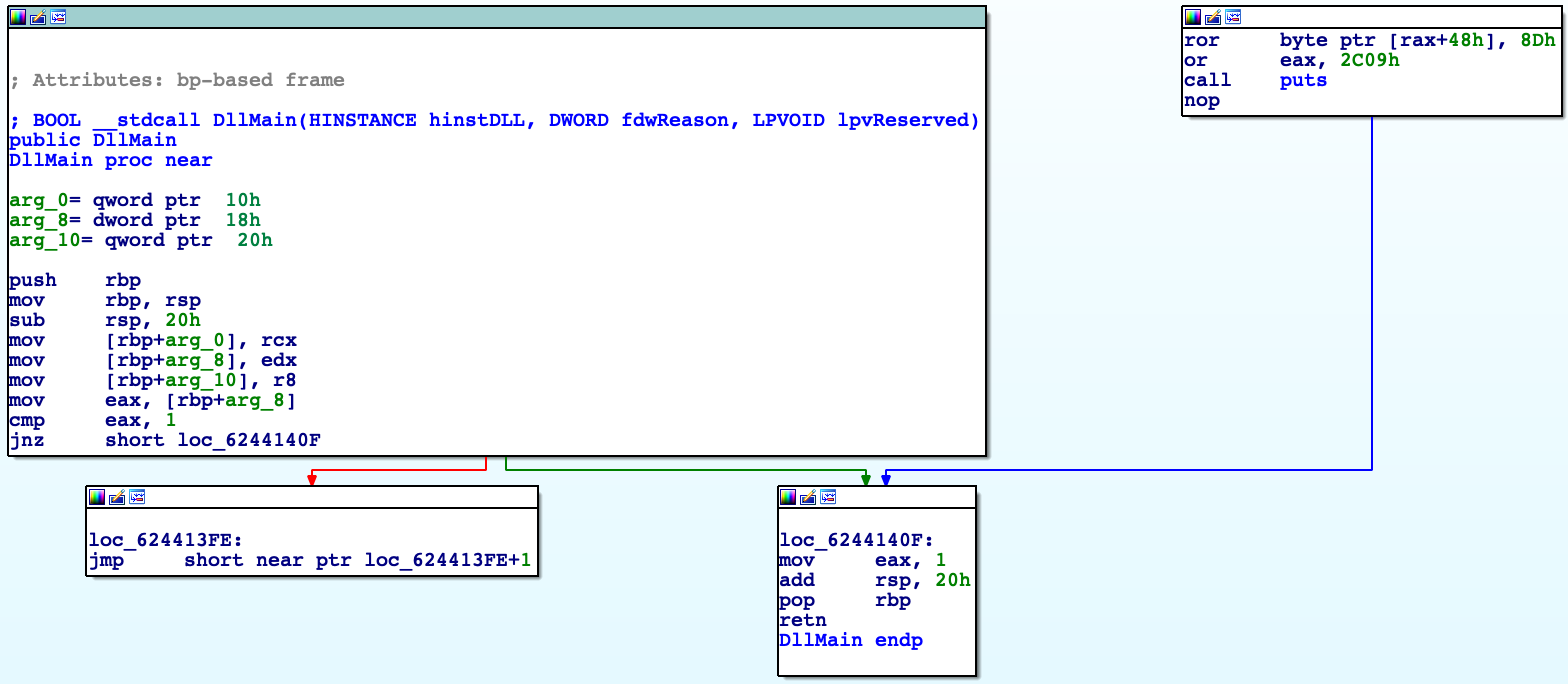 ; Attributes: bp-based frame
; BOOL __stdcall DllMain(HINSTANCE hinstDLL, DWORD fdwReason, LPVOID lpvReserved)
public DllMain
DllMain proc near
arg_0= qword ptr  10h
arg_8= dword ptr  18h
arg_10= qword ptr  20h
push    rbp
mov     rbp, rsp
sub     rsp, 20h
mov     [rbp+arg_0], rcx
mov     [rbp+arg_8], edx
mov     [rbp+arg_10], r8
mov     eax, [rbp+arg_8]
cmp     eax, 1
jnz     short loc_6244140F
ror     byte ptr [rax+48h], 8Dh
or      eax, 2C09h
call    puts
nop
loc_624413FE:
jmp     short near ptr loc_624413FE+1
loc_6244140F:
mov     eax, 1
add     rsp, 20h
pop     rbp
retn
DllMain endp